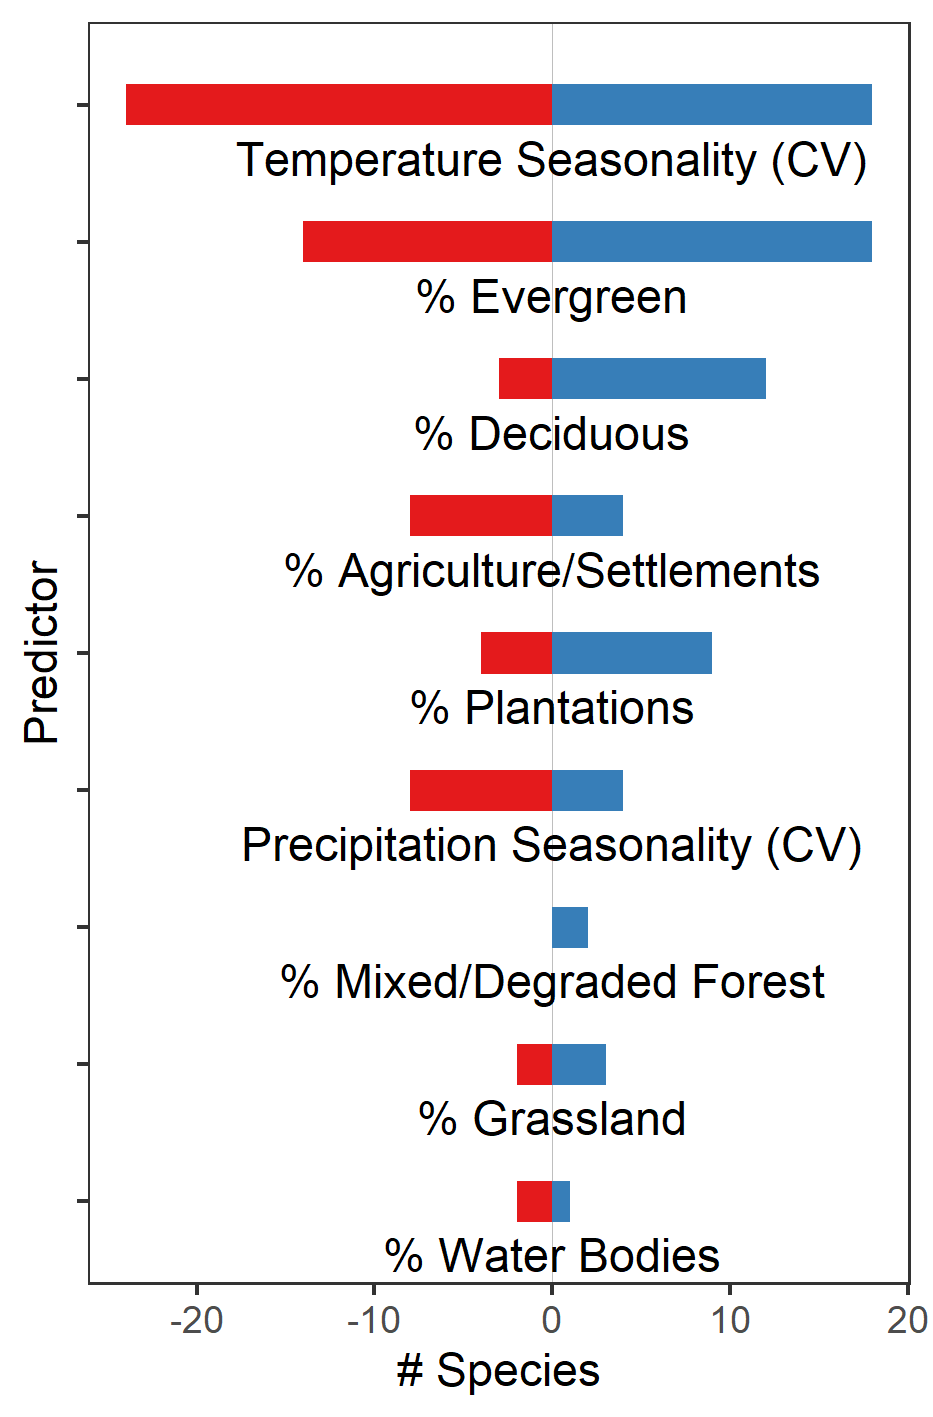 Temperature Seasonality (CV)
% Evergreen
% Deciduous
% Agriculture/Settlements
% Plantations
Precipitation Seasonality (CV)
% Mixed/Degraded Forest
% Grassland
% Water Bodies
Predictor
-20 -10 0 10 20
# Species